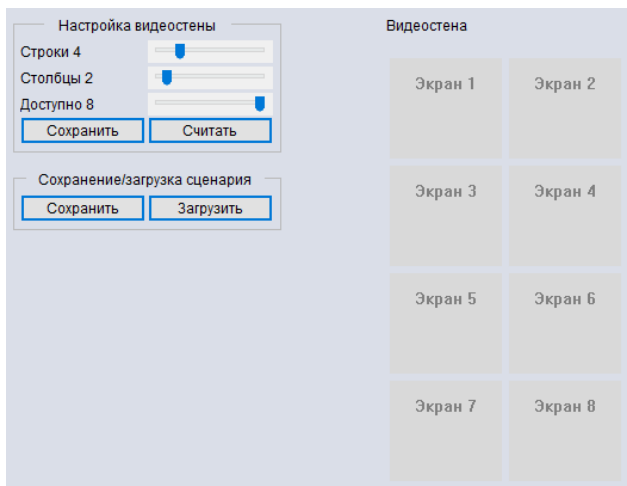 Настройка видеостены
Строки 4
Столбцы 2
Доступно 8
Сохранить Считать
Сохранение/загрузка сценария
Сохранить Загрузить
Видеостена
Экран 1 Экран 2
Экран 3 Экран 4
Экран 5 Экран 6
Экран 7 Экран 8